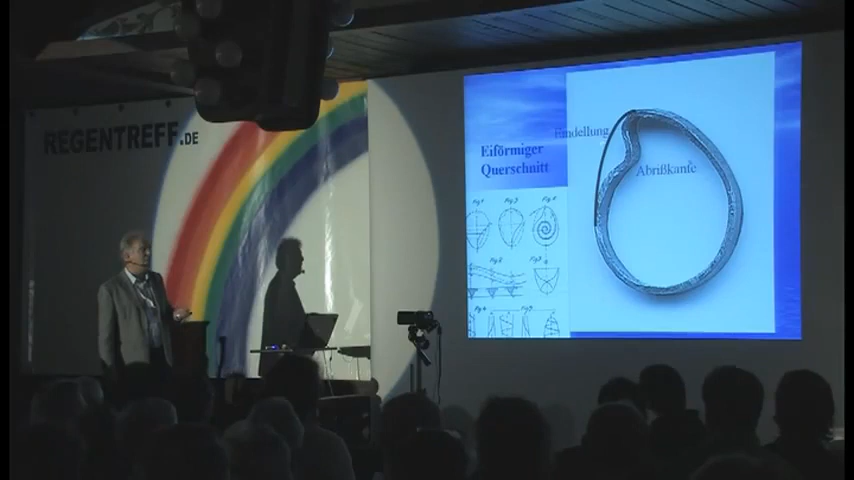 REGENTREFF.DE
Eindellung
Eiförmiger
Querschnitt
Abrißkante